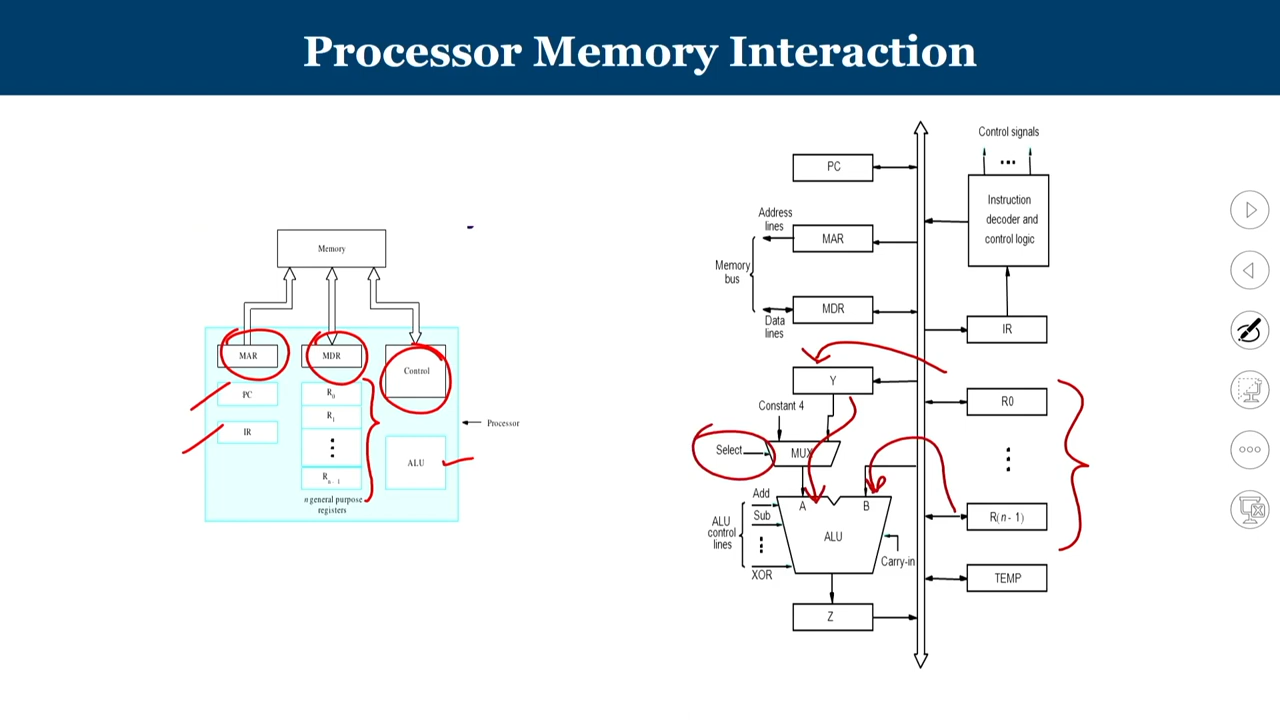 Processor Memory Interaction
Memory
MAR
MDR
Control
PC
R0
IR
R1
ALU
Rn - 1
n general purpose
registers
Processor
Control signals
PC
Instruction
decoder and
control logic
Address
lines
MAR
Memory
bus
MDR
Data
lines
IR
Y
R0
Constant 4
Select
MUX
Add
A
B
Sub
R(n - 1)
ALU
control
lines
ALU
Carry-in
XOR
TEMP
Z